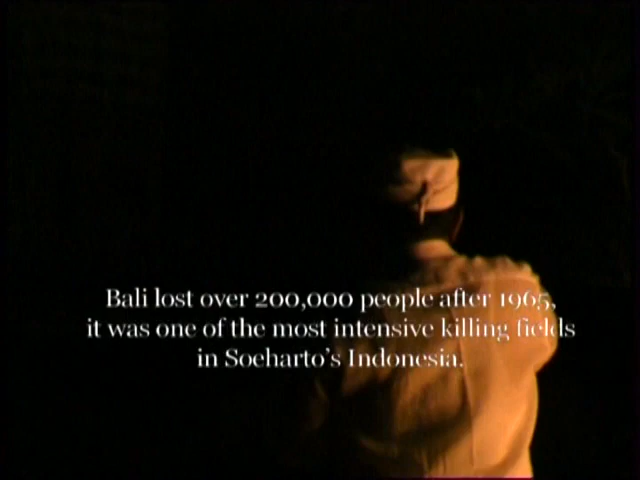 Bali lost over 200,000 people after 1965,
it was one of the most intensive killing fields
in Soeharto's Indonesia.